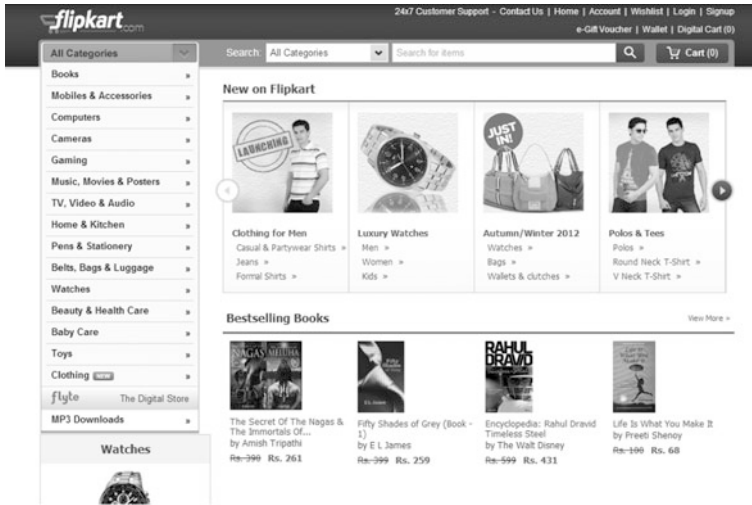 24x7 Customer Support - Contact Us | Home | Account | Wishlist | Login | Signup
flipkart.com
e-Gift Voucher | Wallet | Digital Cart (0)
All Categories
Search: All Categories Search for items Cart (0)
Books »
Mobiles & Accessories »
Computers »
Cameras »
Gaming »
Music, Movies & Posters »
TV, Video & Audio »
Home & Kitchen »
Pens & Stationery »
Belts, Bags & Luggage »
Watches »
Beauty & Health Care »
Baby Care »
Toys »
Clothing NEW »
flyte The Digital Store
MP3 Downloads »
Watches
New on Flipkart
LAUNCHING
Clothing for Men
Casual & Partywear Shirts »
Jeans »
Formal Shirts »
Luxury Watches
Men »
Women »
Kids »
JUST
IN!
Autumn/Winter 2012
Watches »
Bags »
Wallets & clutches »
Polos & Tees
Polos »
Round Neck T-Shirt »
V Neck T-Shirt »
Bestselling Books
View More »
NAGAS MELUHA
The Secret Of The Nagas &
The Immortals Of...
by Amish Tripathi
Rs. 390 Rs. 261
Fifty
Shades
Fifty Shades of Grey (Book -
1)
by E L James
Rs. 399 Rs. 259
RAHUL
DRAVID
Encyclopedia: Rahul Dravid
Timeless Steel
by The Walt Disney
Rs. 599 Rs. 431
Life Is What You Make It
by Preeti Shenoy
Rs. 100 Rs. 68